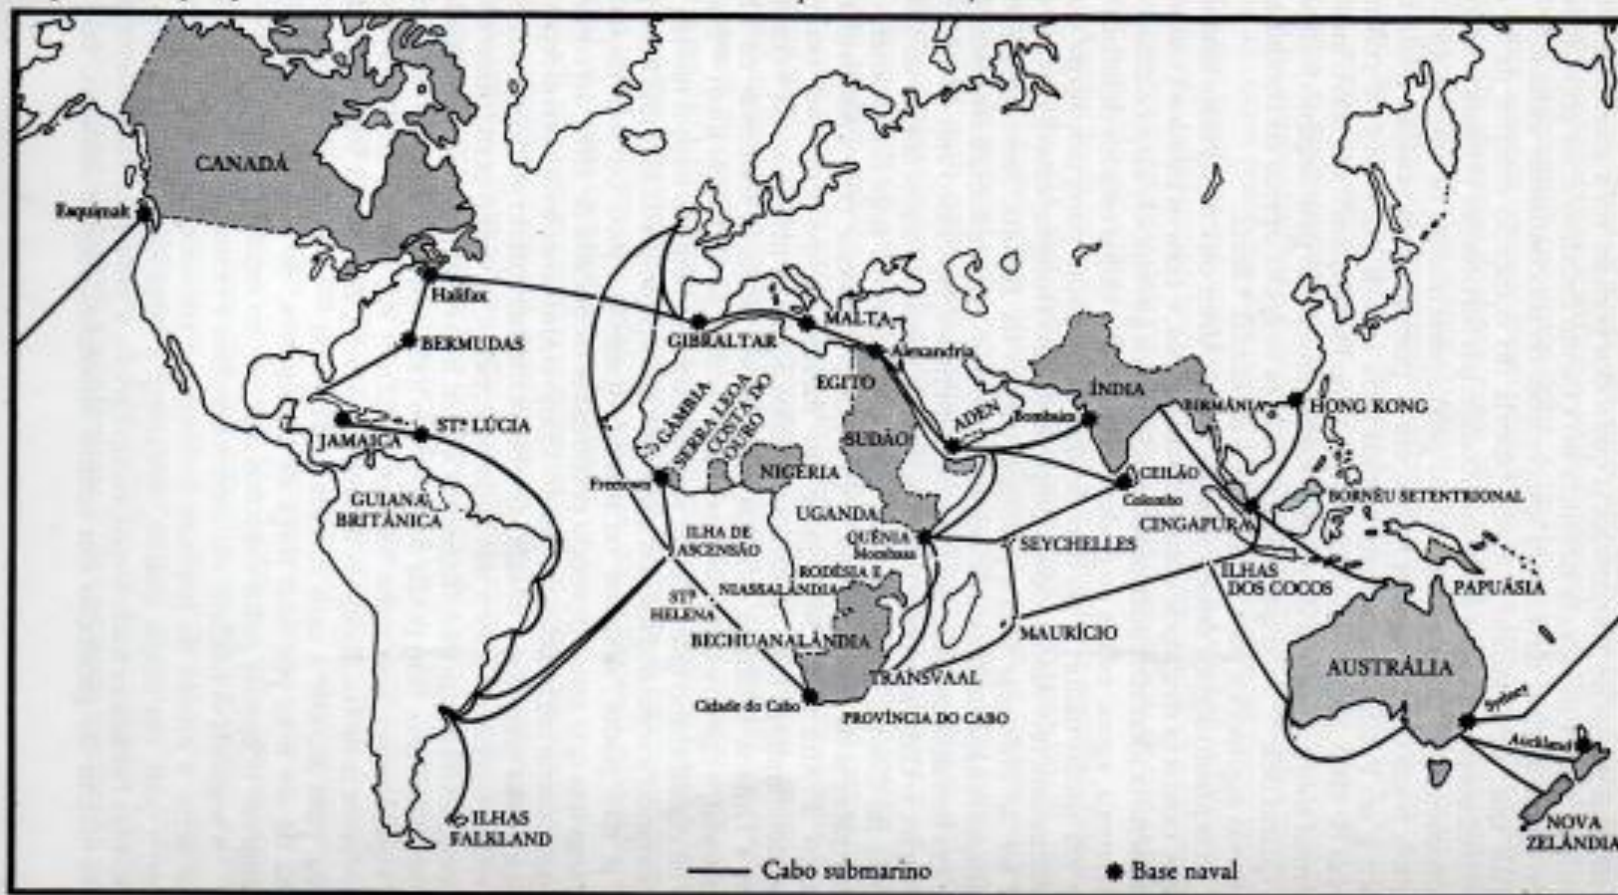 CANADÁ
Esquimalt
Halifax
BERMUDAS
JAMAICA
STª LÚCIA
GUIANA
BRITÂNICA
ILHAS
FALKLAND
GIBRALTAR
MALTA
Alexandria
EGITO
GÂMBIA
SERRA LEOA
COSTA DO
OURO
NIGÉRIA
SUDÃO
ADEN
Freetown
UGANDA
QUÊNIA
Mombasa
ILHA DE
ASCENSÃO
STª
HELENA
RODÉSIA E
NIASSALÂNDIA
BECHUANALÂNDIA
TRANSVAAL
Cidade do Cabo
PROVÍNCIA DO CABO
ÍNDIA
Bombaim
BIRMÂNIA
HONG KONG
CEILÃO
Colombo
SEYCHELLES
MAURÍCIO
CINGAPURA
BORNÉU SETENTRIONAL
ILHAS
DOS COCOS
PAPUÁSIA
AUSTRÁLIA
Sydney
Auckland
NOVA
ZELÂNDIA
Cabo submarino
Base naval